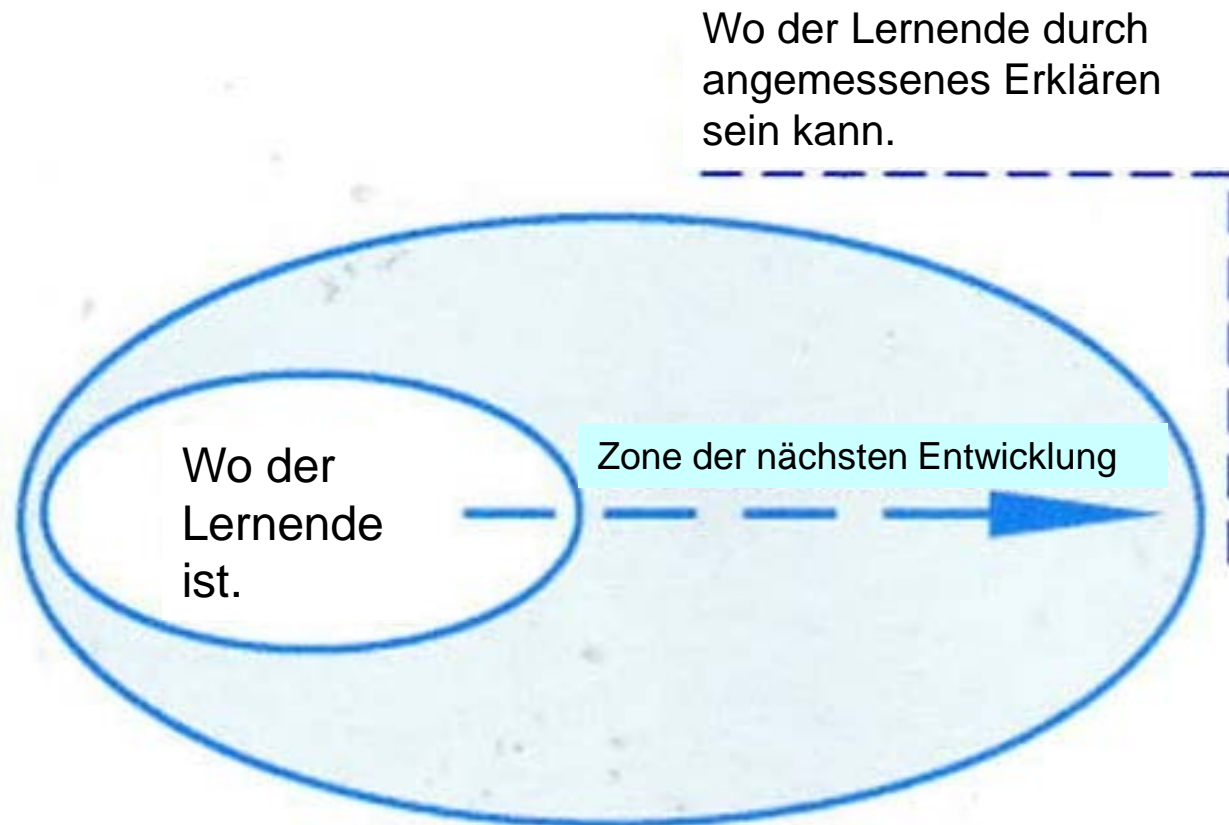 Wo der Lernende durch
angemessenes Erklären
sein kann.
Zone der nächsten Entwicklung
Wo der
Lernende
ist.